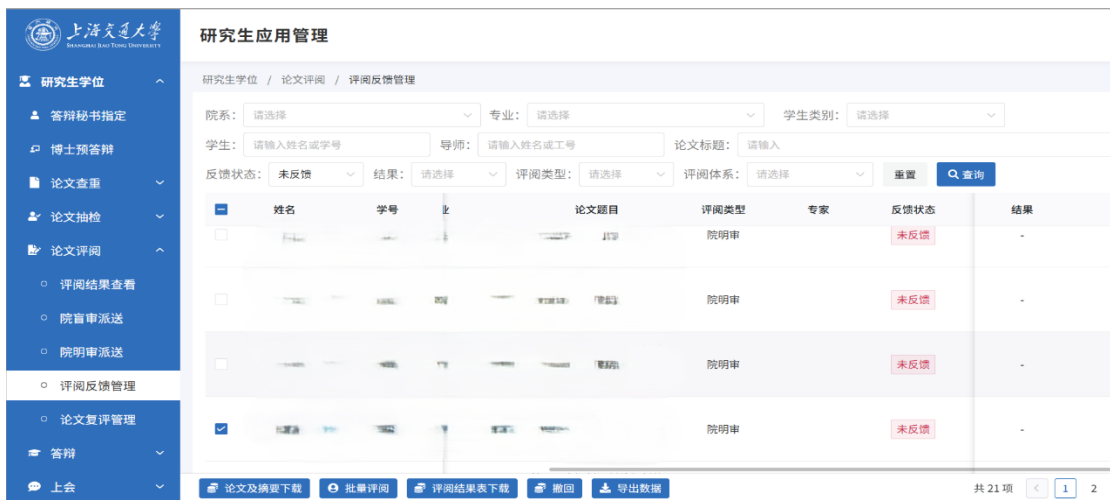 上海交通大学
SHANGHAI JIAO TONG UNIVERSITY
研究生学位
答辩秘书指定
博士预答辩
论文查重
论文抽检
论文评阅
评阅结果查看
院盲审派送
院明审派送
评阅反馈管理
论文复评管理
答辩
上会
研究生应用管理
研究生学位 / 论文评阅 / 评阅反馈管理
院系: 请选择 专业: 请选择 学生类别: 请选择
学生: 请输入姓名或学号 导师: 请输入姓名或工号 论文标题: 请输入
反馈状态: 未反馈 结果: 请选择 评阅类型: 请选择 评阅体系: 请选择 重置 查询
姓名 学号 业 论文题目 评阅类型 专家 反馈状态 结果
院明审 未反馈 -
院明审 未反馈 -
院明审 未反馈 -
院明审 未反馈 -
论文及摘要下载 批量评阅 评阅结果表下载 撤回 导出数据 共 21 项 < 1 2